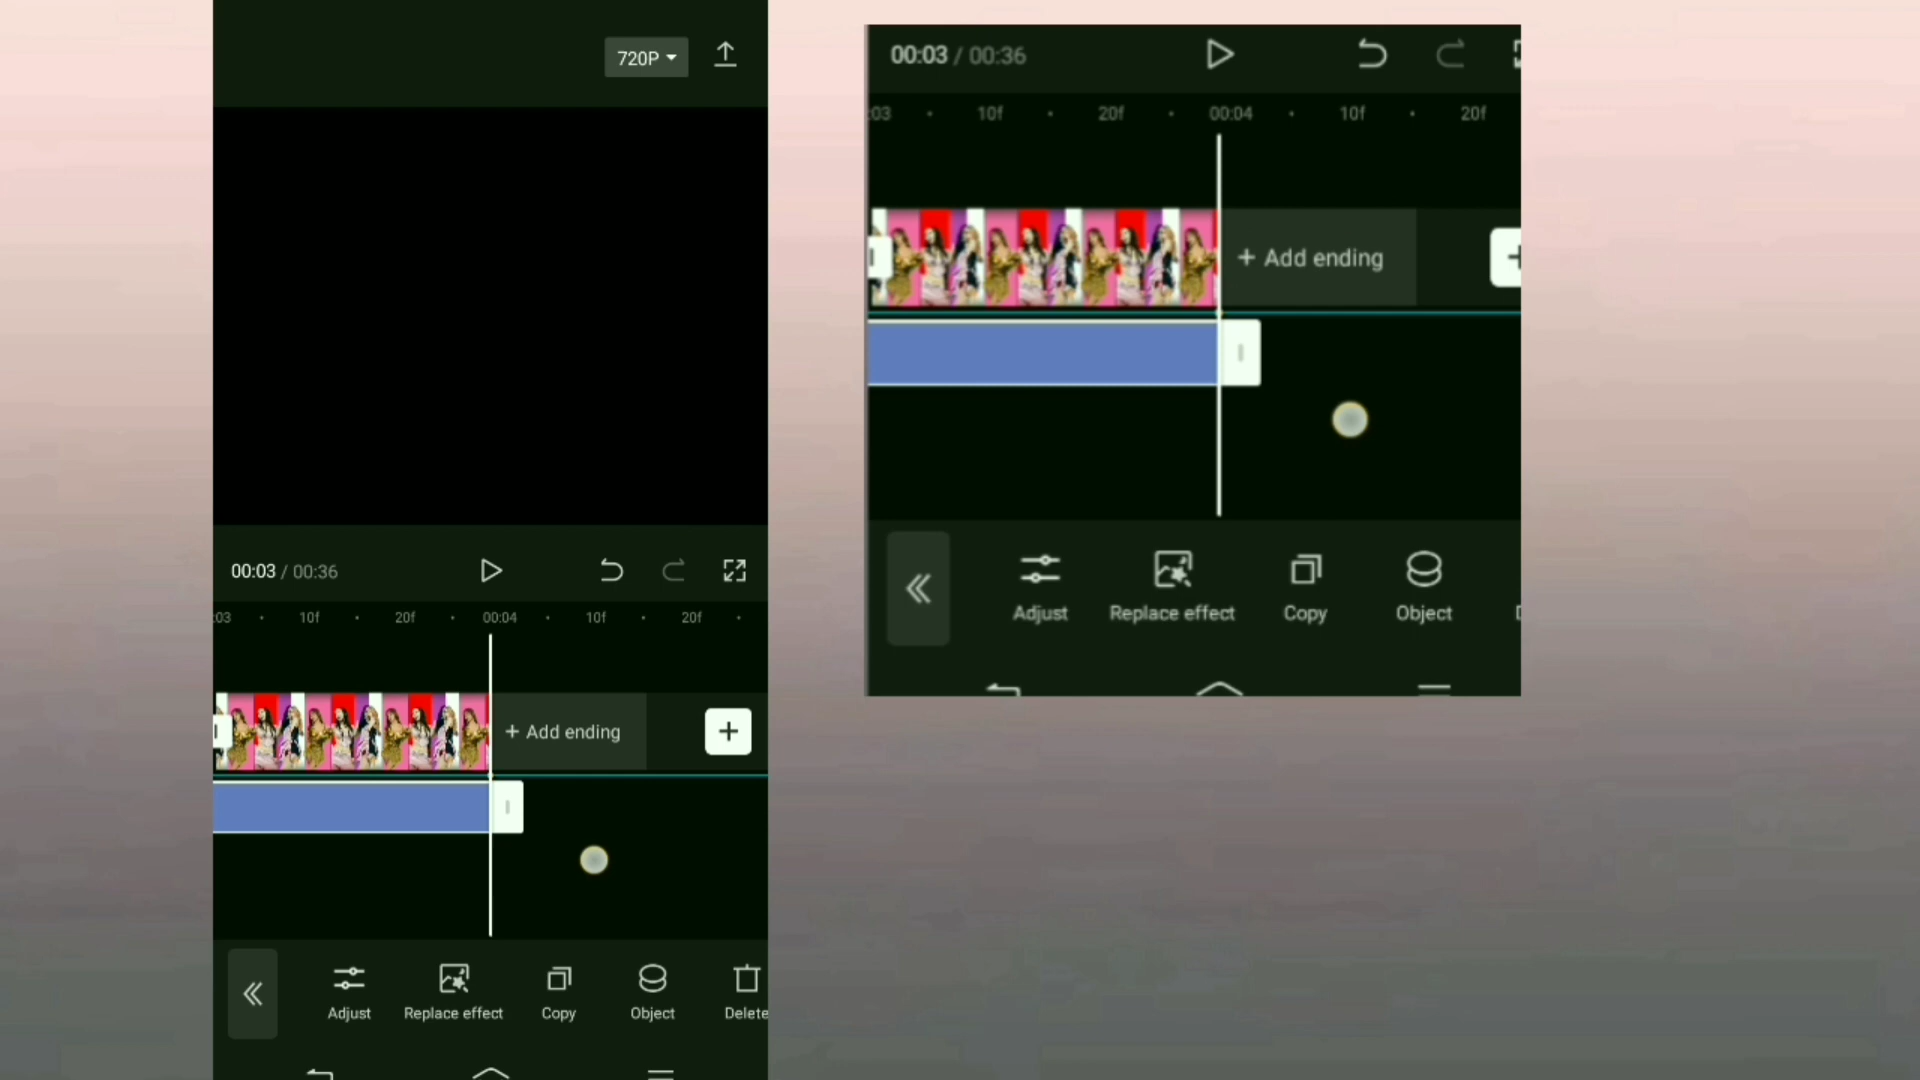 720P
00:03 / 00:36
:03 10f 20f 00:04 10f 20f
+ Add ending
Adjust Replace effect Copy Object Delete
00:03 / 00:36
:03 10f 20f 00:04 10f 20f
+ Add ending
Adjust Replace effect Copy Object